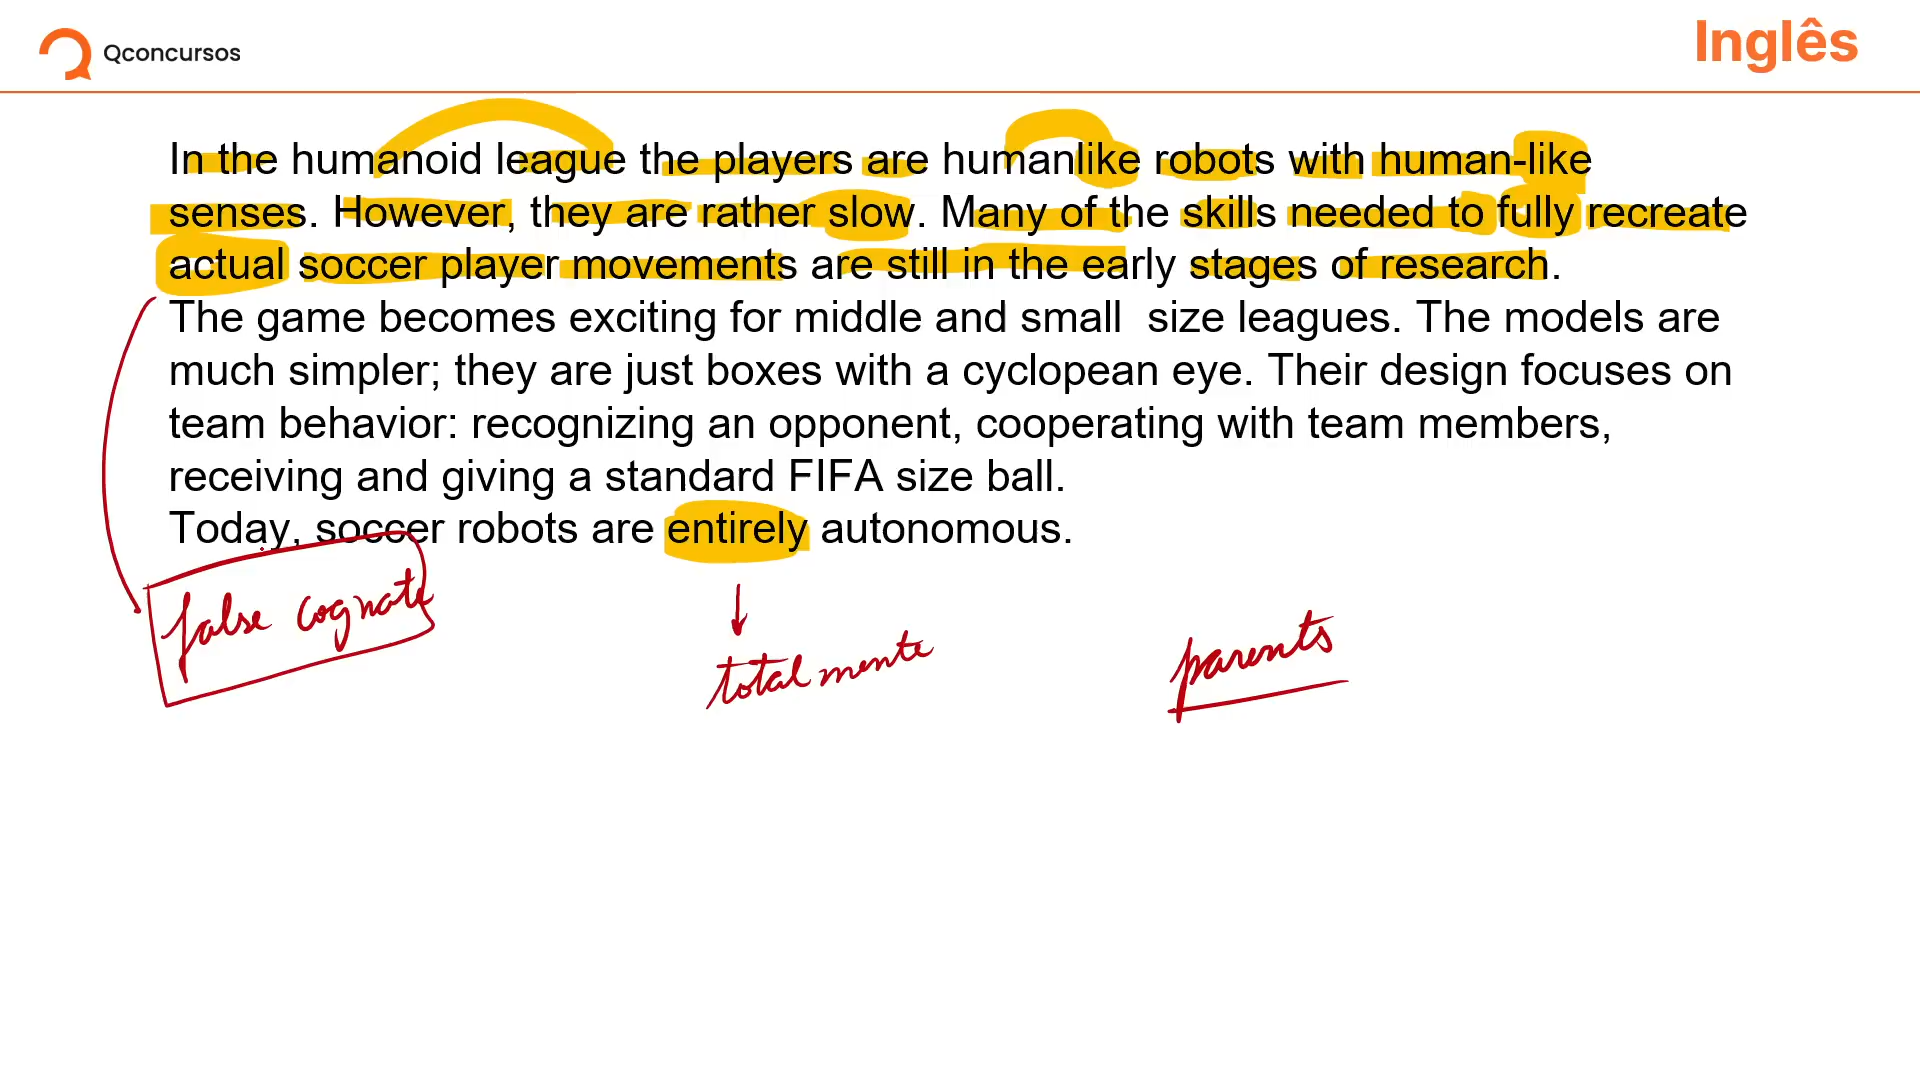 Qconcursos
Inglês
In the humanoid league the players are humanlike robots with human-like
senses. However, they are rather slow. Many of the skills needed to fully recreate
actual soccer player movements are still in the early stages of research.
The game becomes exciting for middle and small  size leagues. The models are
much simpler; they are just boxes with a cyclopean eye. Their design focuses on
team behavior: recognizing an opponent, cooperating with team members,
receiving and giving a standard FIFA size ball.
Today, soccer robots are entirely autonomous.
false cognate
totalmente
parents